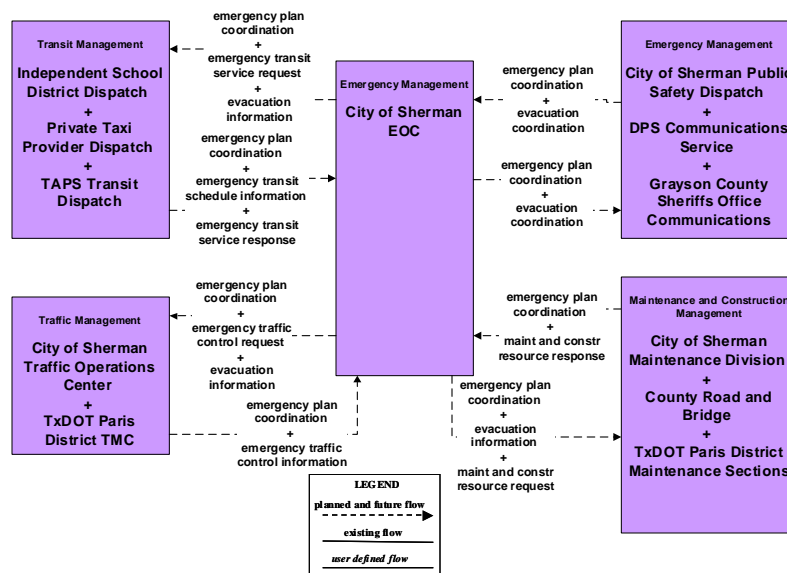 Transit Management
Independent School
District Dispatch
+
Private Taxi
Provider Dispatch
+
TAPS Transit
Dispatch
emergency plan
coordination
+
emergency transit
service request
+
evacuation
information
emergency plan
coordination
+
emergency transit
schedule information
+
emergency transit
service response
Emergency Management
City of Sherman
EOC
emergency plan
coordination
+
evacuation
coordination
emergency plan
coordination
+
evacuation
coordination
Emergency Management
City of Sherman Public
Safety Dispatch
+
DPS Communications
Service
+
Grayson County
Sheriffs Office
Communications
Traffic Management
City of Sherman
Traffic Operations
Center
+
TxDOT Paris
District TMC
emergency plan
coordination
+
emergency traffic
control request
+
evacuation
information
emergency plan
coordination
+
emergency traffic
control information
emergency plan
coordination
+
maint and constr
resource response
emergency plan
coordination
+
evacuation
information
+
maint and constr
resource request
Maintenance and Construction
Management
City of Sherman
Maintenance Division
+
County Road and
Bridge
+
TxDOT Paris District
Maintenance Sections
LEGEND
planned and future flow
existing flow
user defined flow